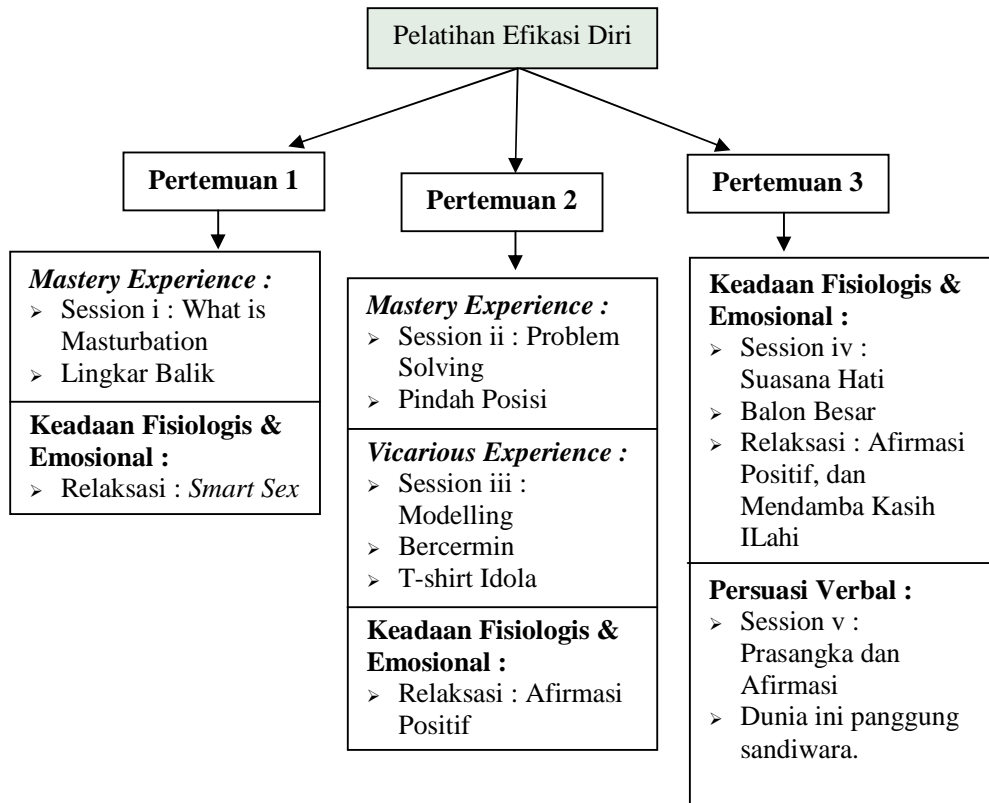 Pelatihan Efikasi Diri
Pertemuan 1
Mastery Experience :
➢ Session i : What is
Masturbation
➢ Lingkar Balik
Keadaan Fisiologis &
Emosional :
➢ Relaksasi : Smart Sex
Pertemuan 2
Mastery Experience :
➢ Session ii : Problem
Solving
➢ Pindah Posisi
Vicarious Experience :
➢ Session iii :
Modelling
➢ Bercermin
➢ T-shirt Idola
Keadaan Fisiologis &
Emosional :
➢ Relaksasi : Afirmasi
Positif
Pertemuan 3
Keadaan Fisiologis &
Emosional :
➢ Session iv :
Suasana Hati
➢ Balon Besar
➢ Relaksasi : Afirmasi
Positif, dan
Mendamba Kasih
ILahi
Persuasi Verbal :
➢ Session v :
Prasangka dan
Afirmasi
➢ Dunia ini panggung
sandiwara.